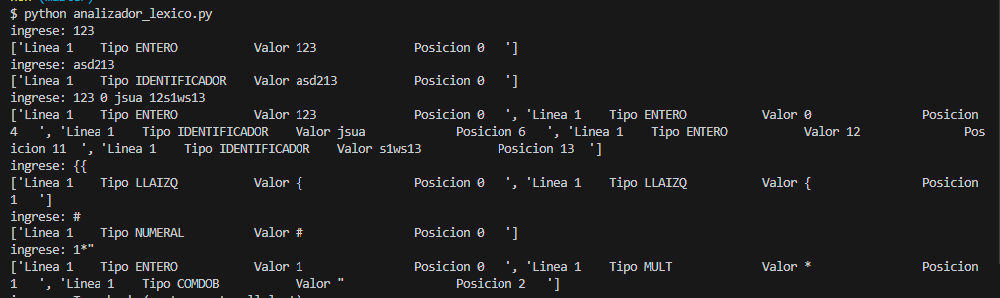 $ python analizador_lexico.py
ingrese: 123
['Linea 1    Tipo ENTERO           Valor 123              Posicion 0   ']
ingrese: asd213
['Linea 1    Tipo IDENTIFICADOR    Valor asd213           Posicion 0   ']
ingrese: 123 0 jsua 12s1ws13
['Linea 1    Tipo ENTERO           Valor 123              Posicion 0   ', 'Linea 1    Tipo ENTERO           Valor 0                Posicion
4   ', 'Linea 1    Tipo IDENTIFICADOR    Valor jsua             Posicion 6   ', 'Linea 1    Tipo ENTERO           Valor 12               Pos
icion 11  ', 'Linea 1    Tipo IDENTIFICADOR    Valor s1ws13           Posicion 13  ']
ingrese: {{
['Linea 1    Tipo LLAIZQ           Valor {                Posicion 0   ', 'Linea 1    Tipo LLAIZQ           Valor {                Posicion
1   ']
ingrese: #
['Linea 1    Tipo NUMERAL          Valor #                Posicion 0   ']
ingrese: 1*"
['Linea 1    Tipo ENTERO           Valor 1                Posicion 0   ', 'Linea 1    Tipo MULT             Valor *                Posicion
1   ', 'Linea 1    Tipo COMDOB           Valor "                Posicion 2   ']